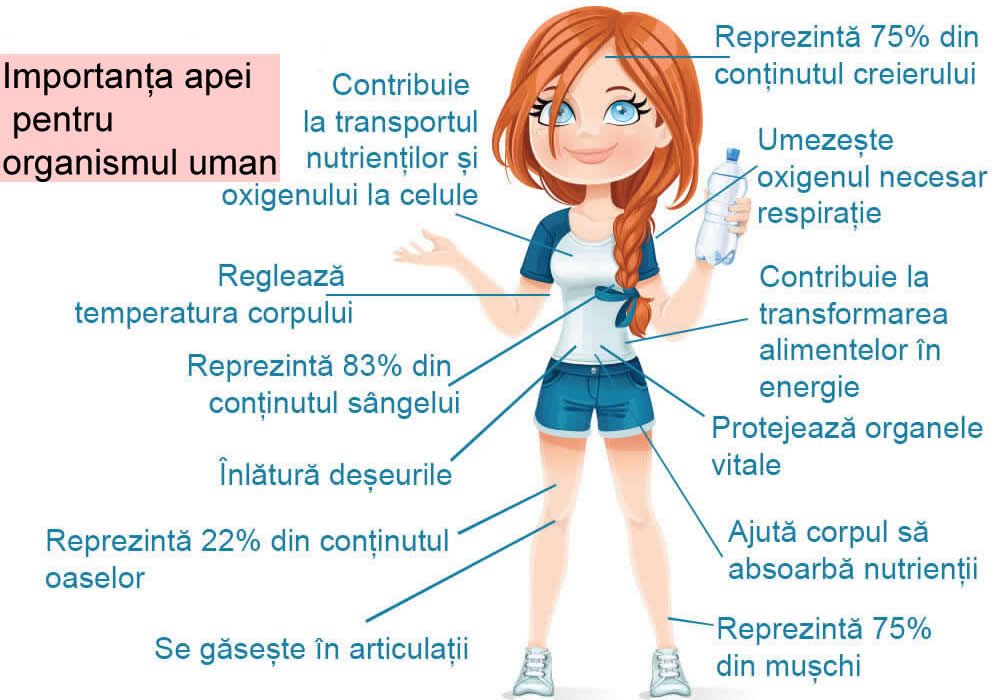 Importanța apei
pentru
organismul uman
Contribuie
la transportul
nutrienților și
oxigenului la celule
Reglează
temperatura corpului
Reprezintă 83% din
conținutul sângelui
Înlătură deșeurile
Reprezintă 22% din conținutul
oaselor
Se găsește în articulații
Reprezintă 75% din
conținutul creierului
Umezește
oxigenul necesar
respirație
Contribuie la
transformarea
alimentelor în
energie
Protejează organele
vitale
Ajută corpul să
absoarbă nutrienții
Reprezintă 75%
din mușchi